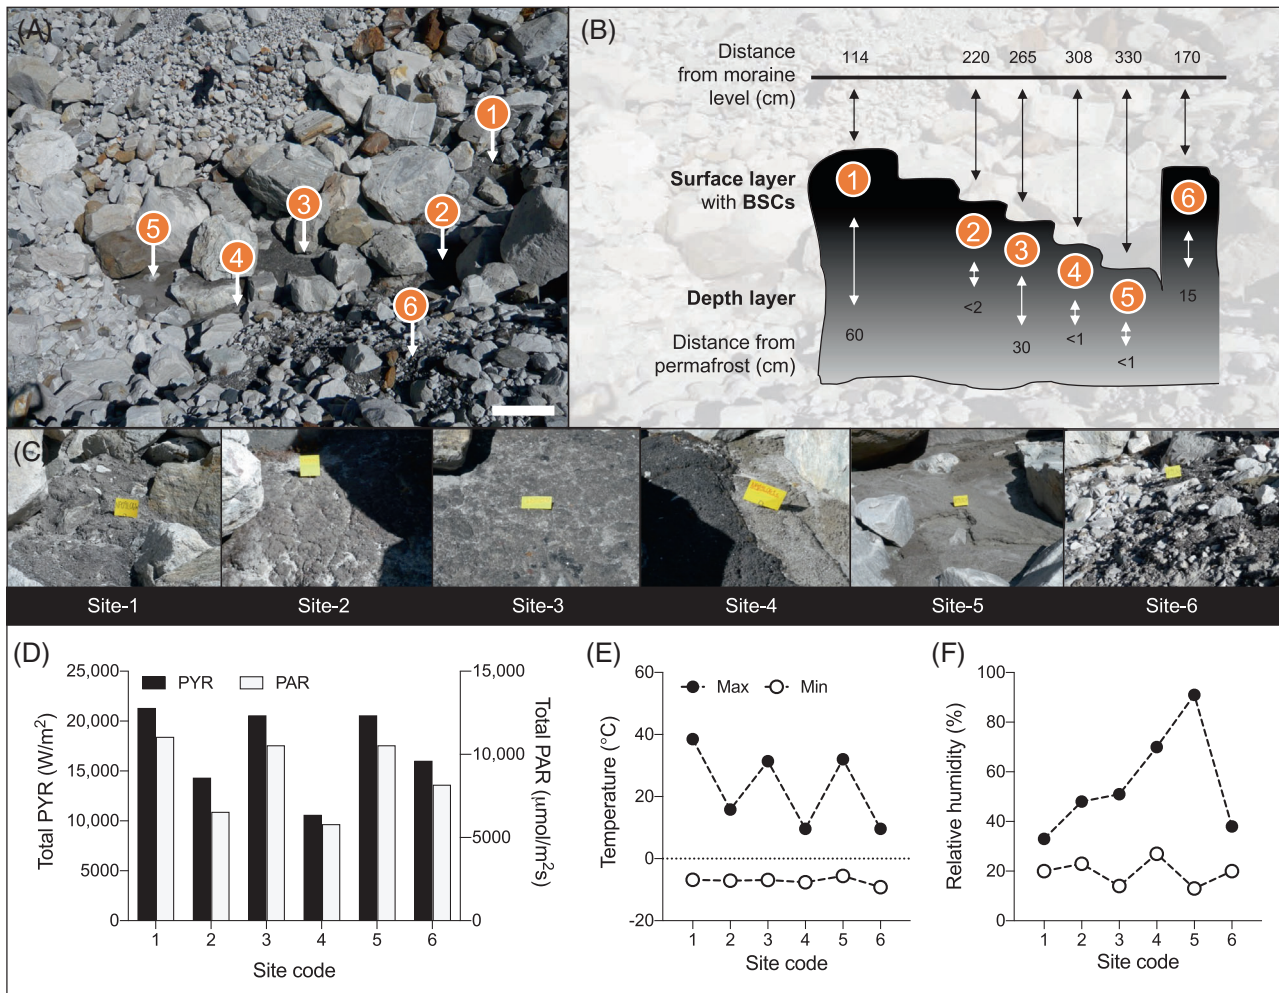 (A)
1
2
3
4
5
6
(B)
Distance
from moraine
level (cm)
114 220 265 308 330 170
Surface layer
with BSCs
1
2
3
4
5
6
Depth layer
Distance from
permafrost (cm)
60
<2
30
<1
<1
15
(C)
Site-1 Site-2 Site-3 Site-4 Site-5 Site-6
(D)
PYR PAR
Total PYR (W/m²)
25,000
20,000
15,000
10,000
5000
0
Total PAR (μmol/m²s)
15,000
10,000
5000
0
1 2 3 4 5 6
Site code
(E)
Max Min
Temperature (°C)
60
40
20
0
-20
1 2 3 4 5 6
Site code
(F)
Relative humidity (%)
100
80
60
40
20
0
1 2 3 4 5 6
Site code